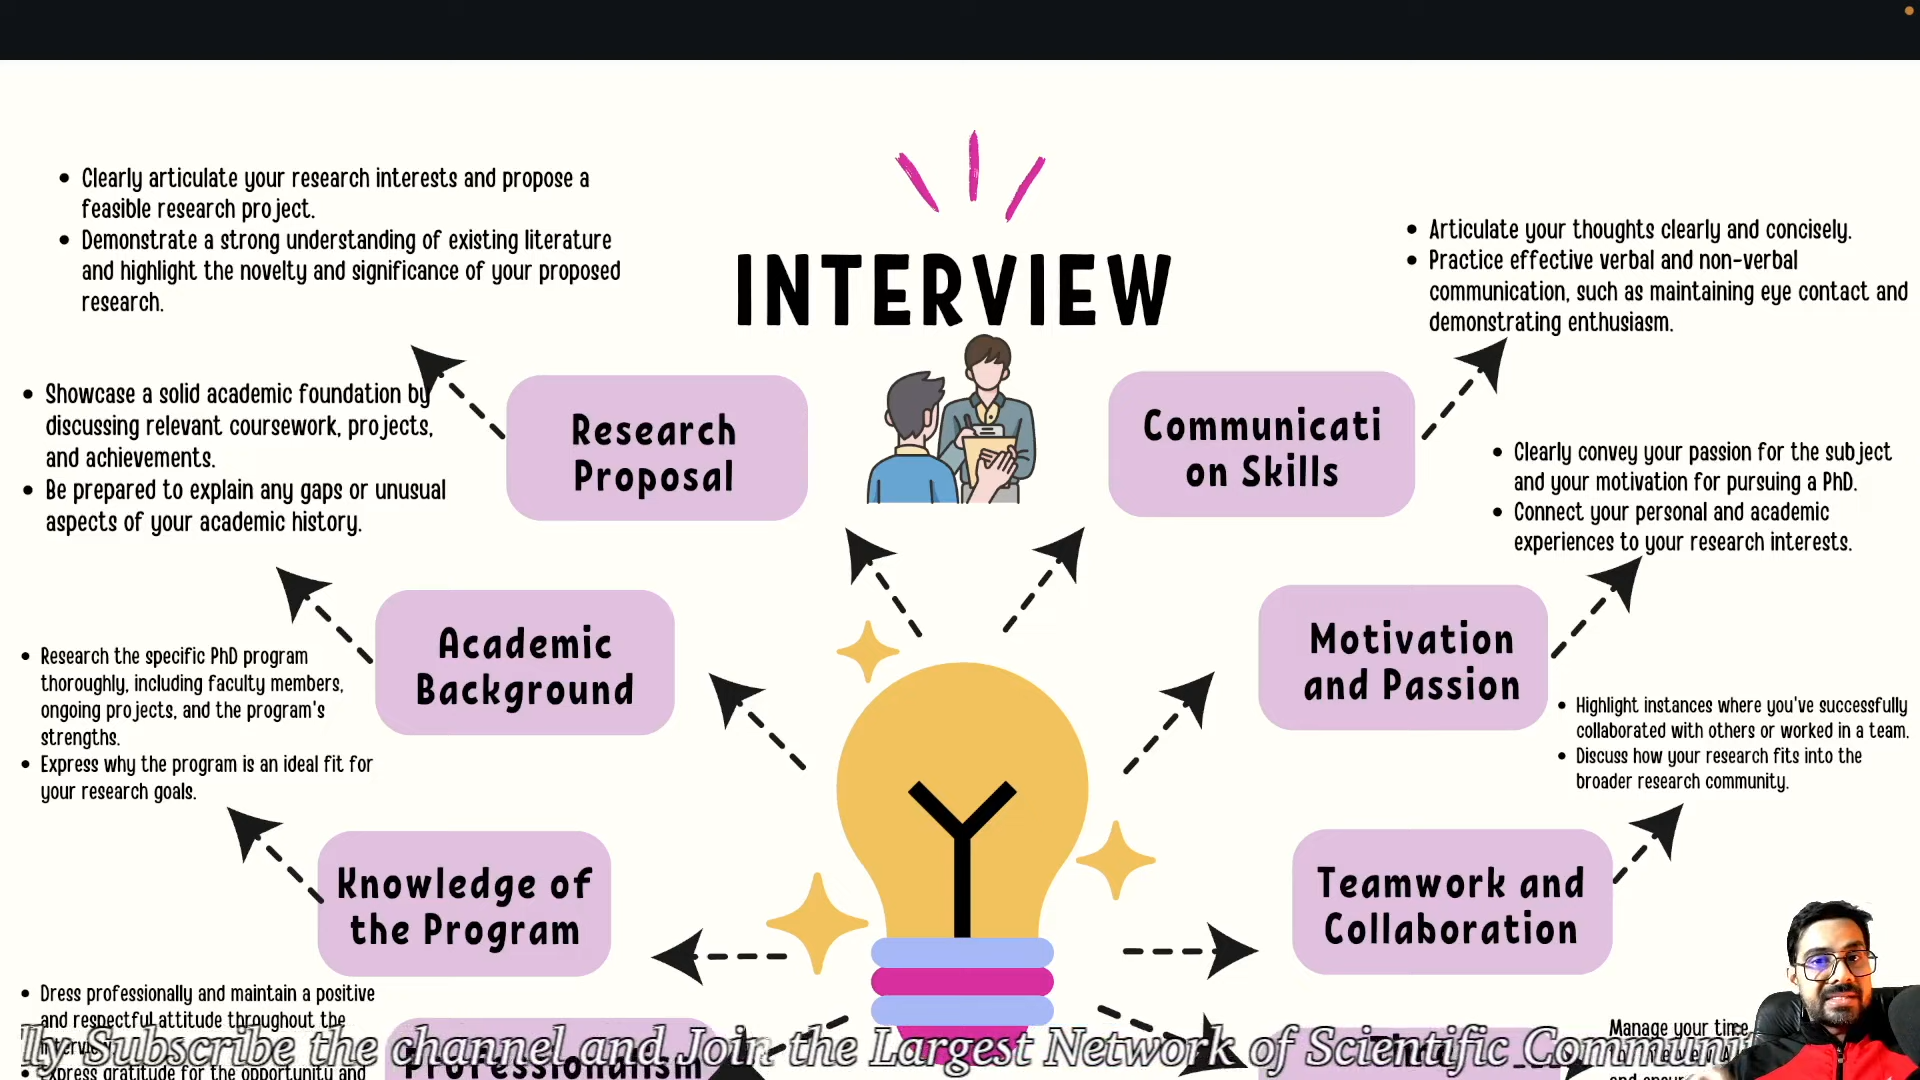 • Clearly articulate your research interests and propose a
feasible research project.
• Demonstrate a strong understanding of existing literature
and highlight the novelty and significance of your proposed
research.
INTERVIEW
• Articulate your thoughts clearly and concisely.
• Practice effective verbal and non-verbal
communication, such as maintaining eye contact and
demonstrating enthusiasm.
• Showcase a solid academic foundation by
discussing relevant coursework, projects,
and achievements.
• Be prepared to explain any gaps or unusual
aspects of your academic history.
Research
Proposal
Communicati
on Skills
• Clearly convey your passion for the subject
and your motivation for pursuing a PhD.
• Connect your personal and academic
experiences to your research interests.
Academic
Background
Motivation
and Passion
• Research the specific PhD program
thoroughly, including faculty members,
ongoing projects, and the program's
strengths.
• Express why the program is an ideal fit for
your research goals.
• Highlight instances where you've successfully
collaborated with others or worked in a team.
• Discuss how your research fits into the
broader research community.
Knowledge of
the Program
Teamwork and
Collaboration
• Dress professionally and maintain a positive
and respectful attitude throughout the
• Express gratitude for the opportunity and
Professionalism
Manage your time
lly Subscribe the channel and Join the Largest Network of Scientific Communi